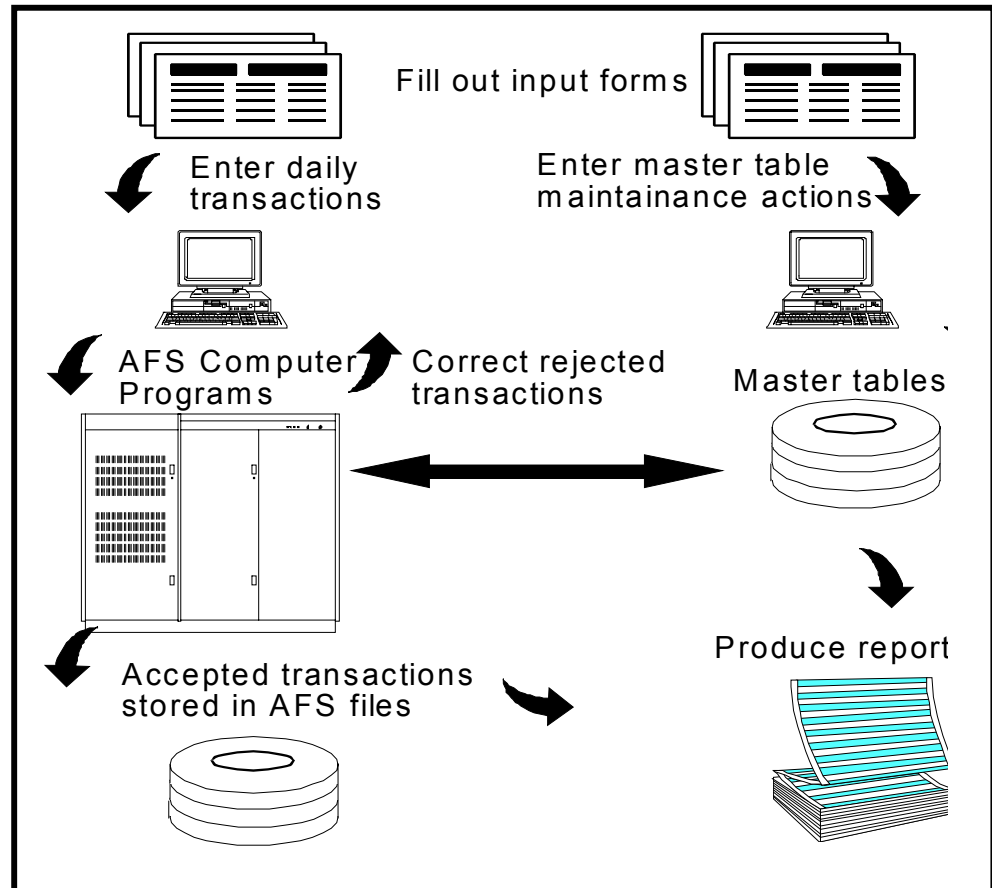 Fill out input forms
Enter daily
transactions
Enter master table
maintainance actions
AFS Computer
Programs
Correct rejected
transactions
Master tables
Produce report
Accepted transactions
stored in AFS files